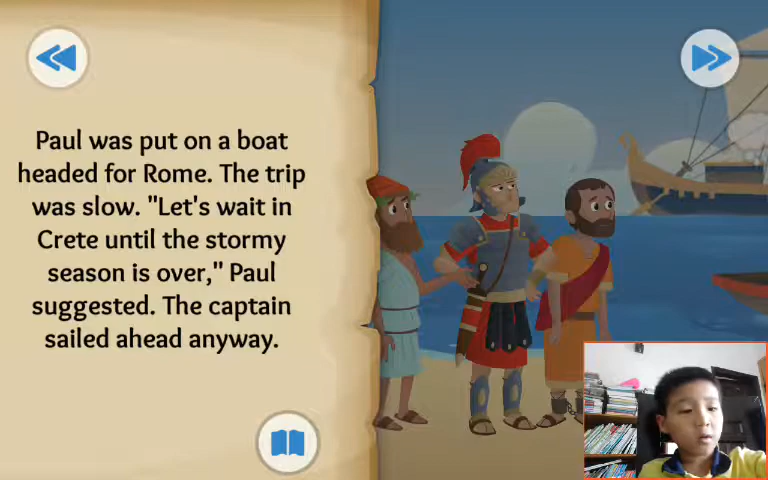 Paul was put on a boat
headed for Rome. The trip
was slow. "Let's wait in
Crete until the stormy
season is over," Paul
suggested. The captain
sailed ahead anyway.